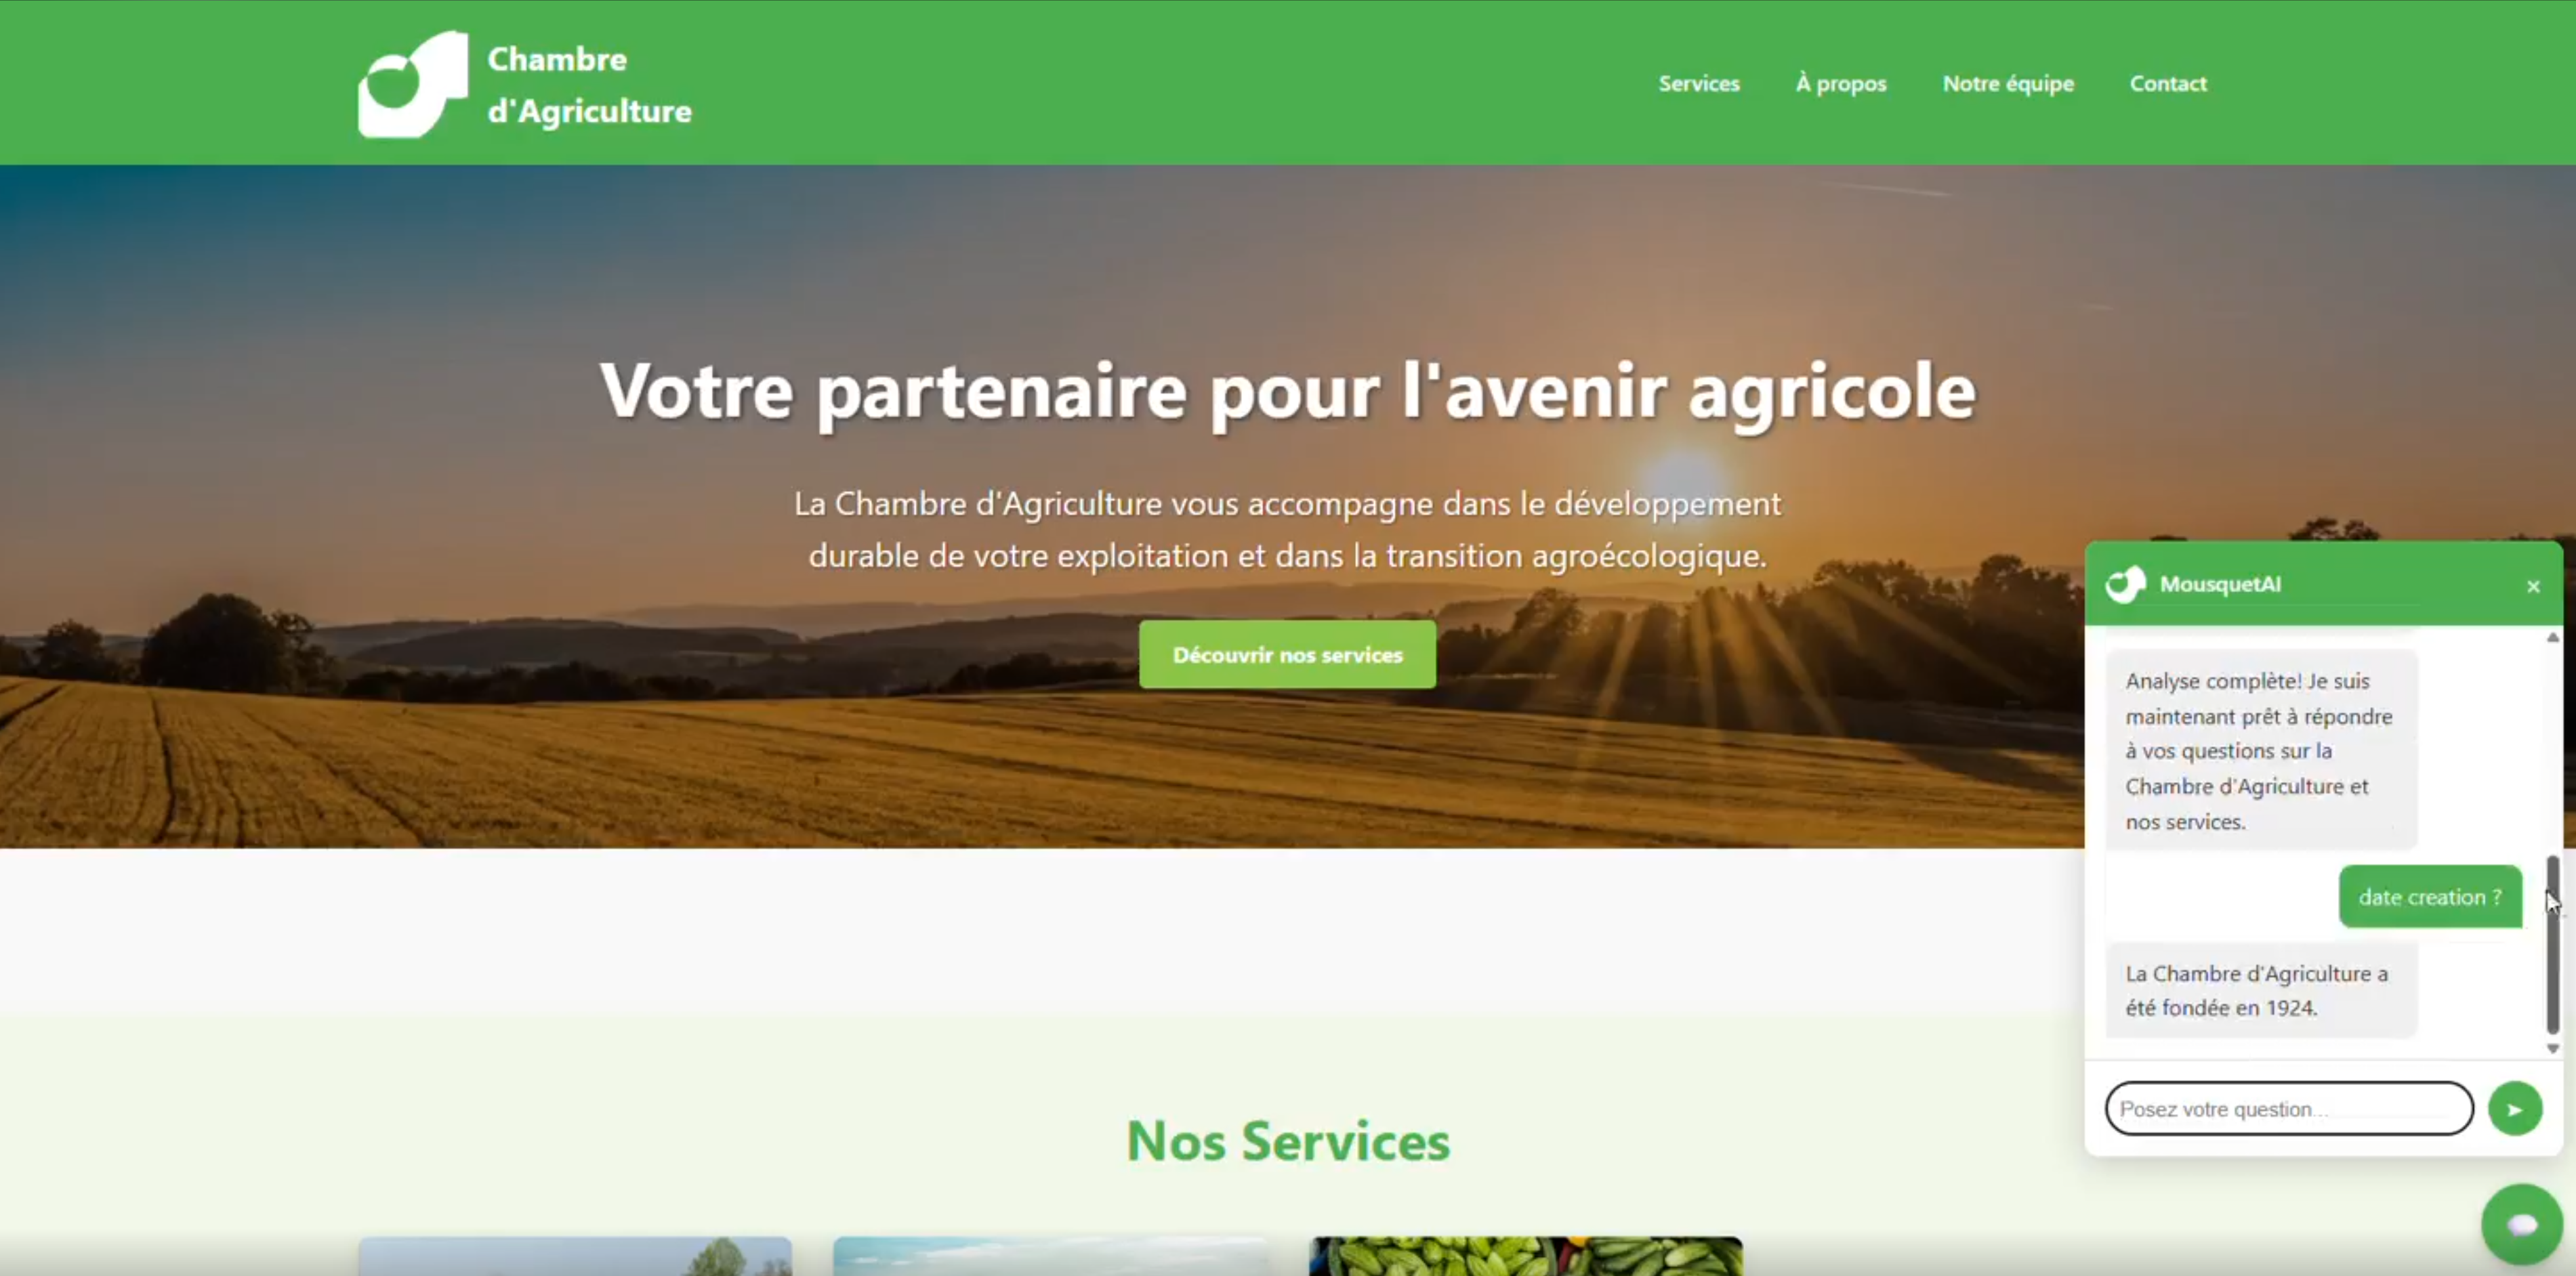 Chambre
d'Agriculture
Services
À propos
Notre équipe
Contact
Votre partenaire pour l'avenir agricole
La Chambre d'Agriculture vous accompagne dans le développement
durable de votre exploitation et dans la transition agroécologique.
Découvrir nos services
Nos Services
MousquetAI
×
Analyse complète! Je suis
maintenant prêt à répondre
à vos questions sur la
Chambre d'Agriculture et
nos services.
date creation ?
La Chambre d'Agriculture a
été fondée en 1924.
Posez votre question...